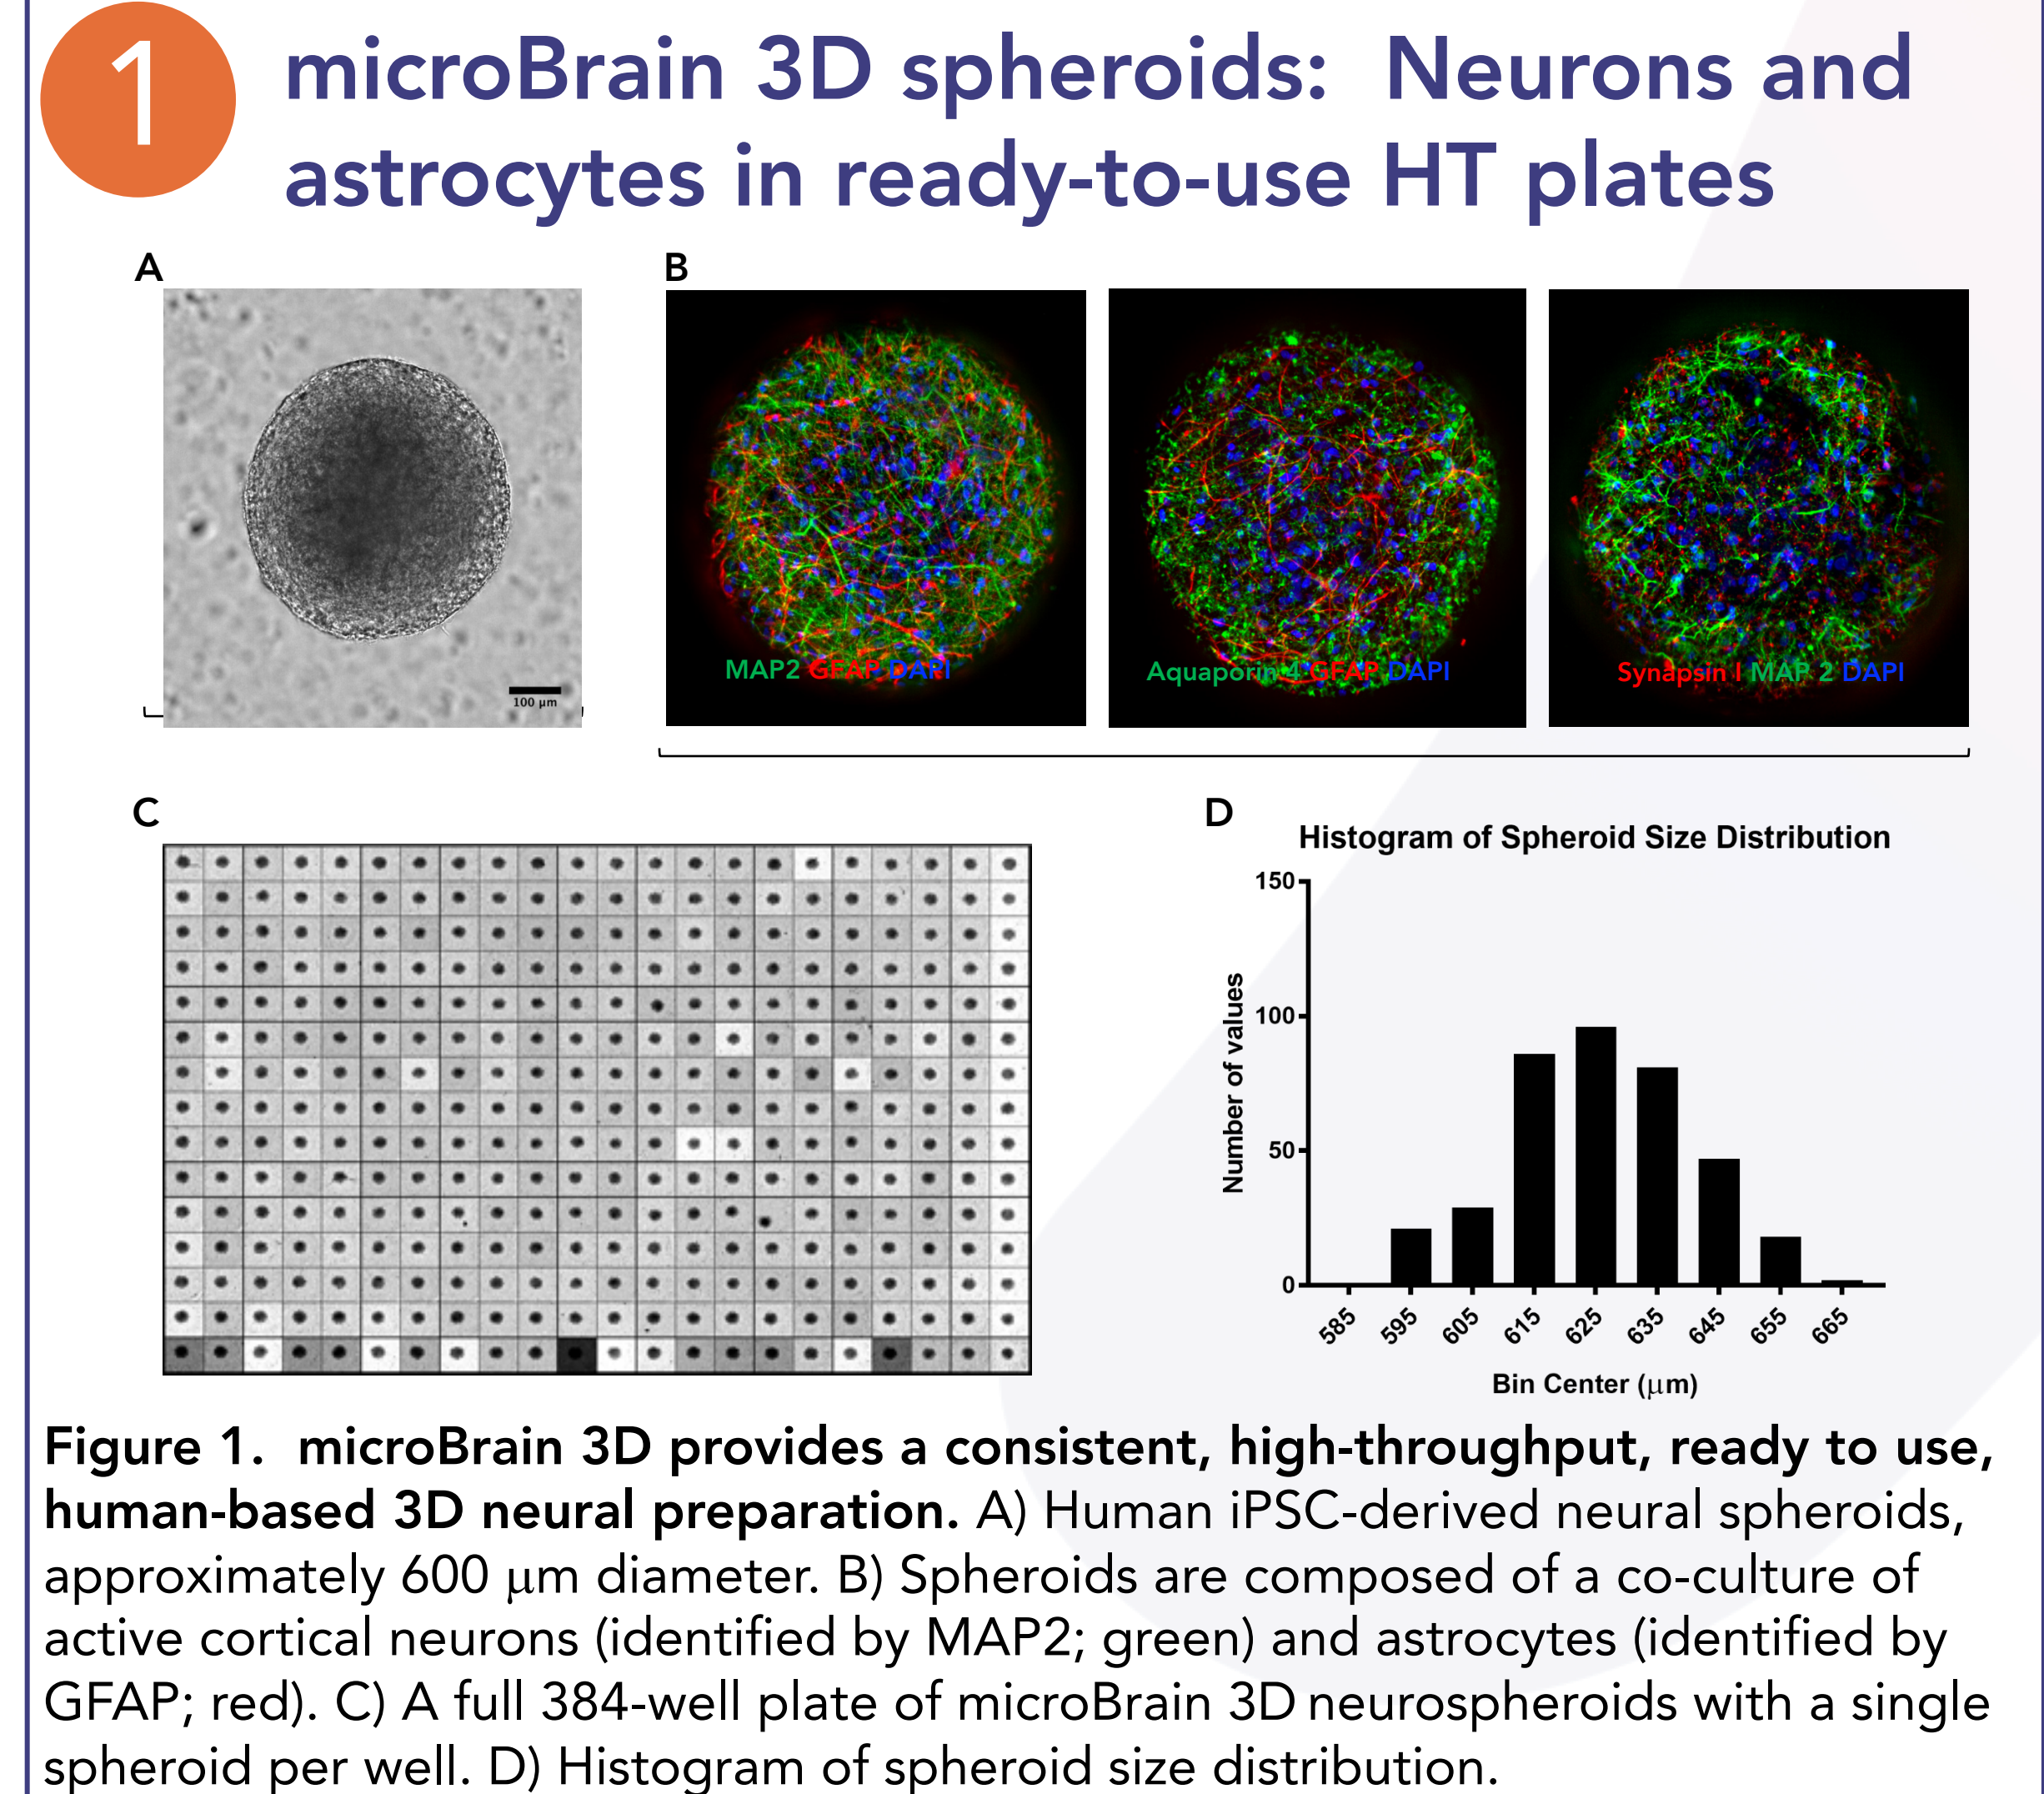 1
microBrain 3D spheroids: Neurons and
astrocytes in ready-to-use HT plates
A
B
100 µm
MAP2 GFAP DAPI
Aquaporin 4 GFAP DAPI
Synapsin I MAP 2 DAPI
C
D
Histogram of Spheroid Size Distribution
150
100
50
0
Number of values
585 595 605 615 625 635 645 655 665
Bin Center (µm)
Figure 1. microBrain 3D provides a consistent, high-throughput, ready to use,
human-based 3D neural preparation. A) Human iPSC-derived neural spheroids,
approximately 600 µm diameter. B) Spheroids are composed of a co-culture of
active cortical neurons (identified by MAP2; green) and astrocytes (identified by
GFAP; red). C) A full 384-well plate of microBrain 3D neurospheroids with a single
spheroid per well. D) Histogram of spheroid size distribution.